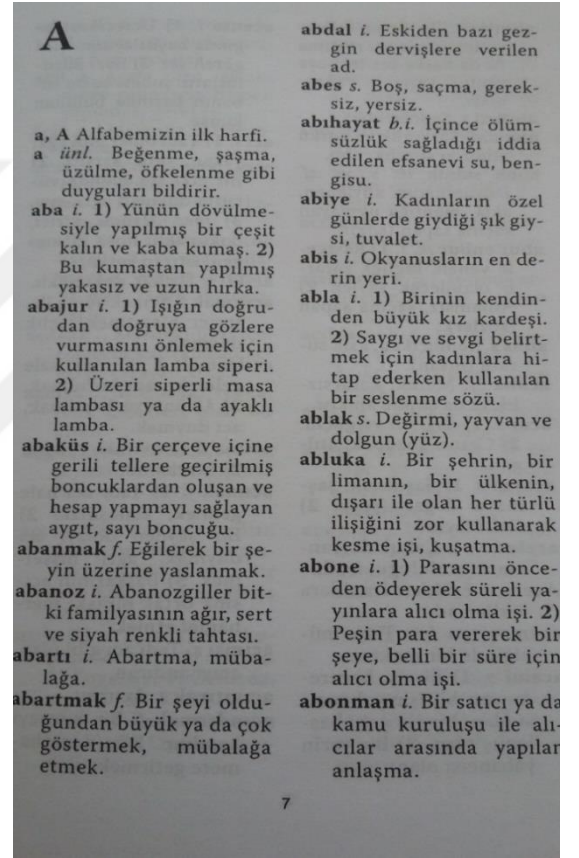 A
a, A Alfabemizin ilk harfi.
a ünl. Beğenme, şaşma,
üzülme, öfkelenme gibi
duyguları bildirir.
aba i. 1) Yünün dövülme-
siyle yapılmış bir çeşit
kalın ve kaba kumaş. 2)
Bu kumaştan yapılmış
yakasız ve uzun hırka.
abajur i. 1) Işığın doğru-
dan doğruya gözlere
vurmasını önlemek için
kullanılan lamba siperi.
2) Üzeri siperli masa
lambası ya da ayaklı
lamba.
abaküs i. Bir çerçeve içine
gerili tellere geçirilmiş
boncuklardan oluşan ve
hesap yapmayı sağlayan
aygıt, sayı boncuğu.
abanmak f. Eğilerek bir şe-
yin üzerine yaslanmak.
abanoz i. Abanozgiller bit-
ki familyasının ağır, sert
ve siyah renkli tahtası.
abartı i. Abartma, müba-
lağa.
abartmak f. Bir şeyi oldu-
ğundan büyük ya da çok
göstermek, mübalağa
etmek.
abdal i. Eskiden bazı gez-
gin dervişlere verilen
ad.
abes s. Boş, saçma, gerek-
siz, yersiz.
abıhayat b.i. İçince ölüm-
süzlük sağladığı iddia
edilen efsanevi su, ben-
gisu.
abiye i. Kadınların özel
günlerde giydiği şık giy-
si, tuvalet.
abis i. Okyanusların en de-
rin yeri.
abla i. 1) Birinin kendin-
den büyük kız kardeşi.
2) Saygı ve sevgi belirt-
mek için kadınlara hi-
tap ederken kullanılan
bir seslenme sözü.
ablak s. Değirmi, yayvan ve
dolgun (yüz).
abluka i. Bir şehrin, bir
limanın, bir ülkenin,
dışarı ile olan her türlü
ilişiğini zor kullanarak
kesme işi, kuşatma.
abone i. 1) Parasını önce-
den ödeyerek süreli ya-
yınlara alıcı olma işi. 2)
Peşin para vererek bir
şeye, belli bir süre için
alıcı olma işi.
abonman i. Bir satıcı ya da
kamu kuruluşu ile alı-
cılar arasında yapılan
anlaşma.
7